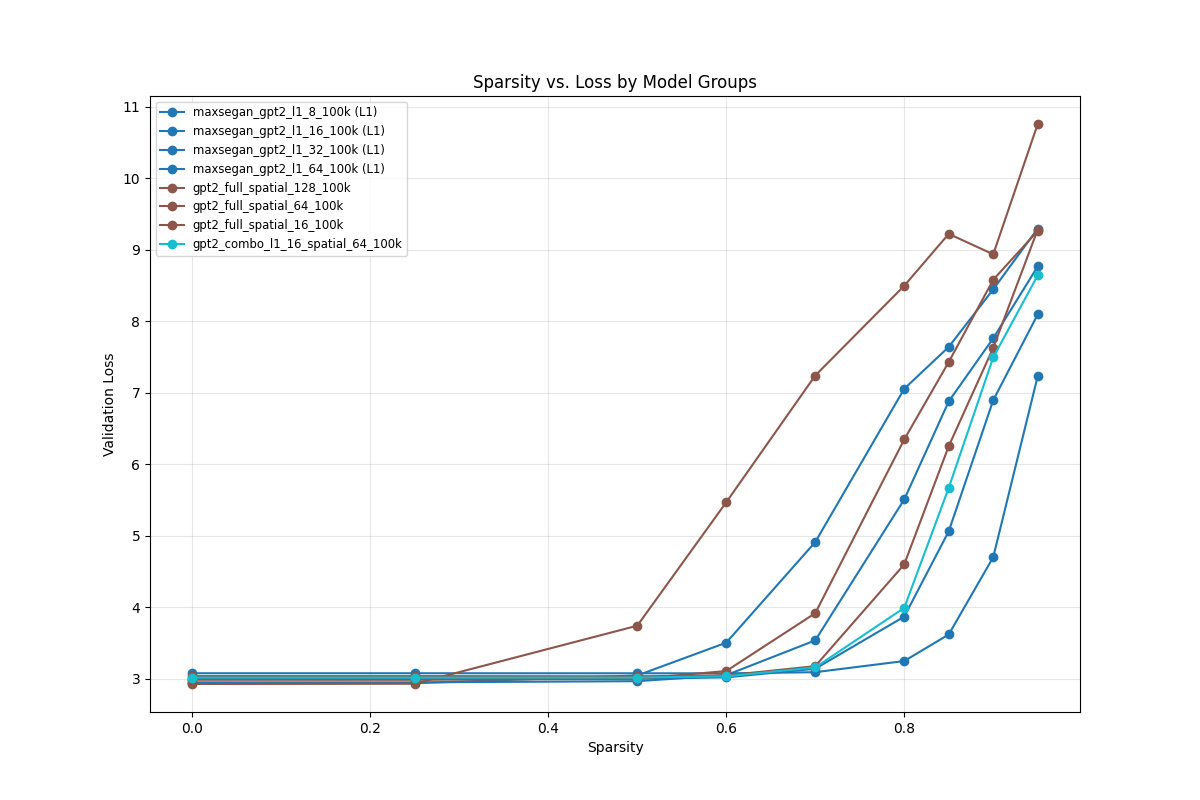 Sparsity vs. Loss by Model Groups
maxsegan_gpt2_l1_8_100k (L1)
maxsegan_gpt2_l1_16_100k (L1)
maxsegan_gpt2_l1_32_100k (L1)
maxsegan_gpt2_l1_64_100k (L1)
gpt2_full_spatial_128_100k
gpt2_full_spatial_64_100k
gpt2_full_spatial_16_100k
gpt2_combo_l1_16_spatial_64_100k
Validation Loss
11
10
9
8
7
6
5
4
3
0.0 0.2 0.4 0.6 0.8
Sparsity